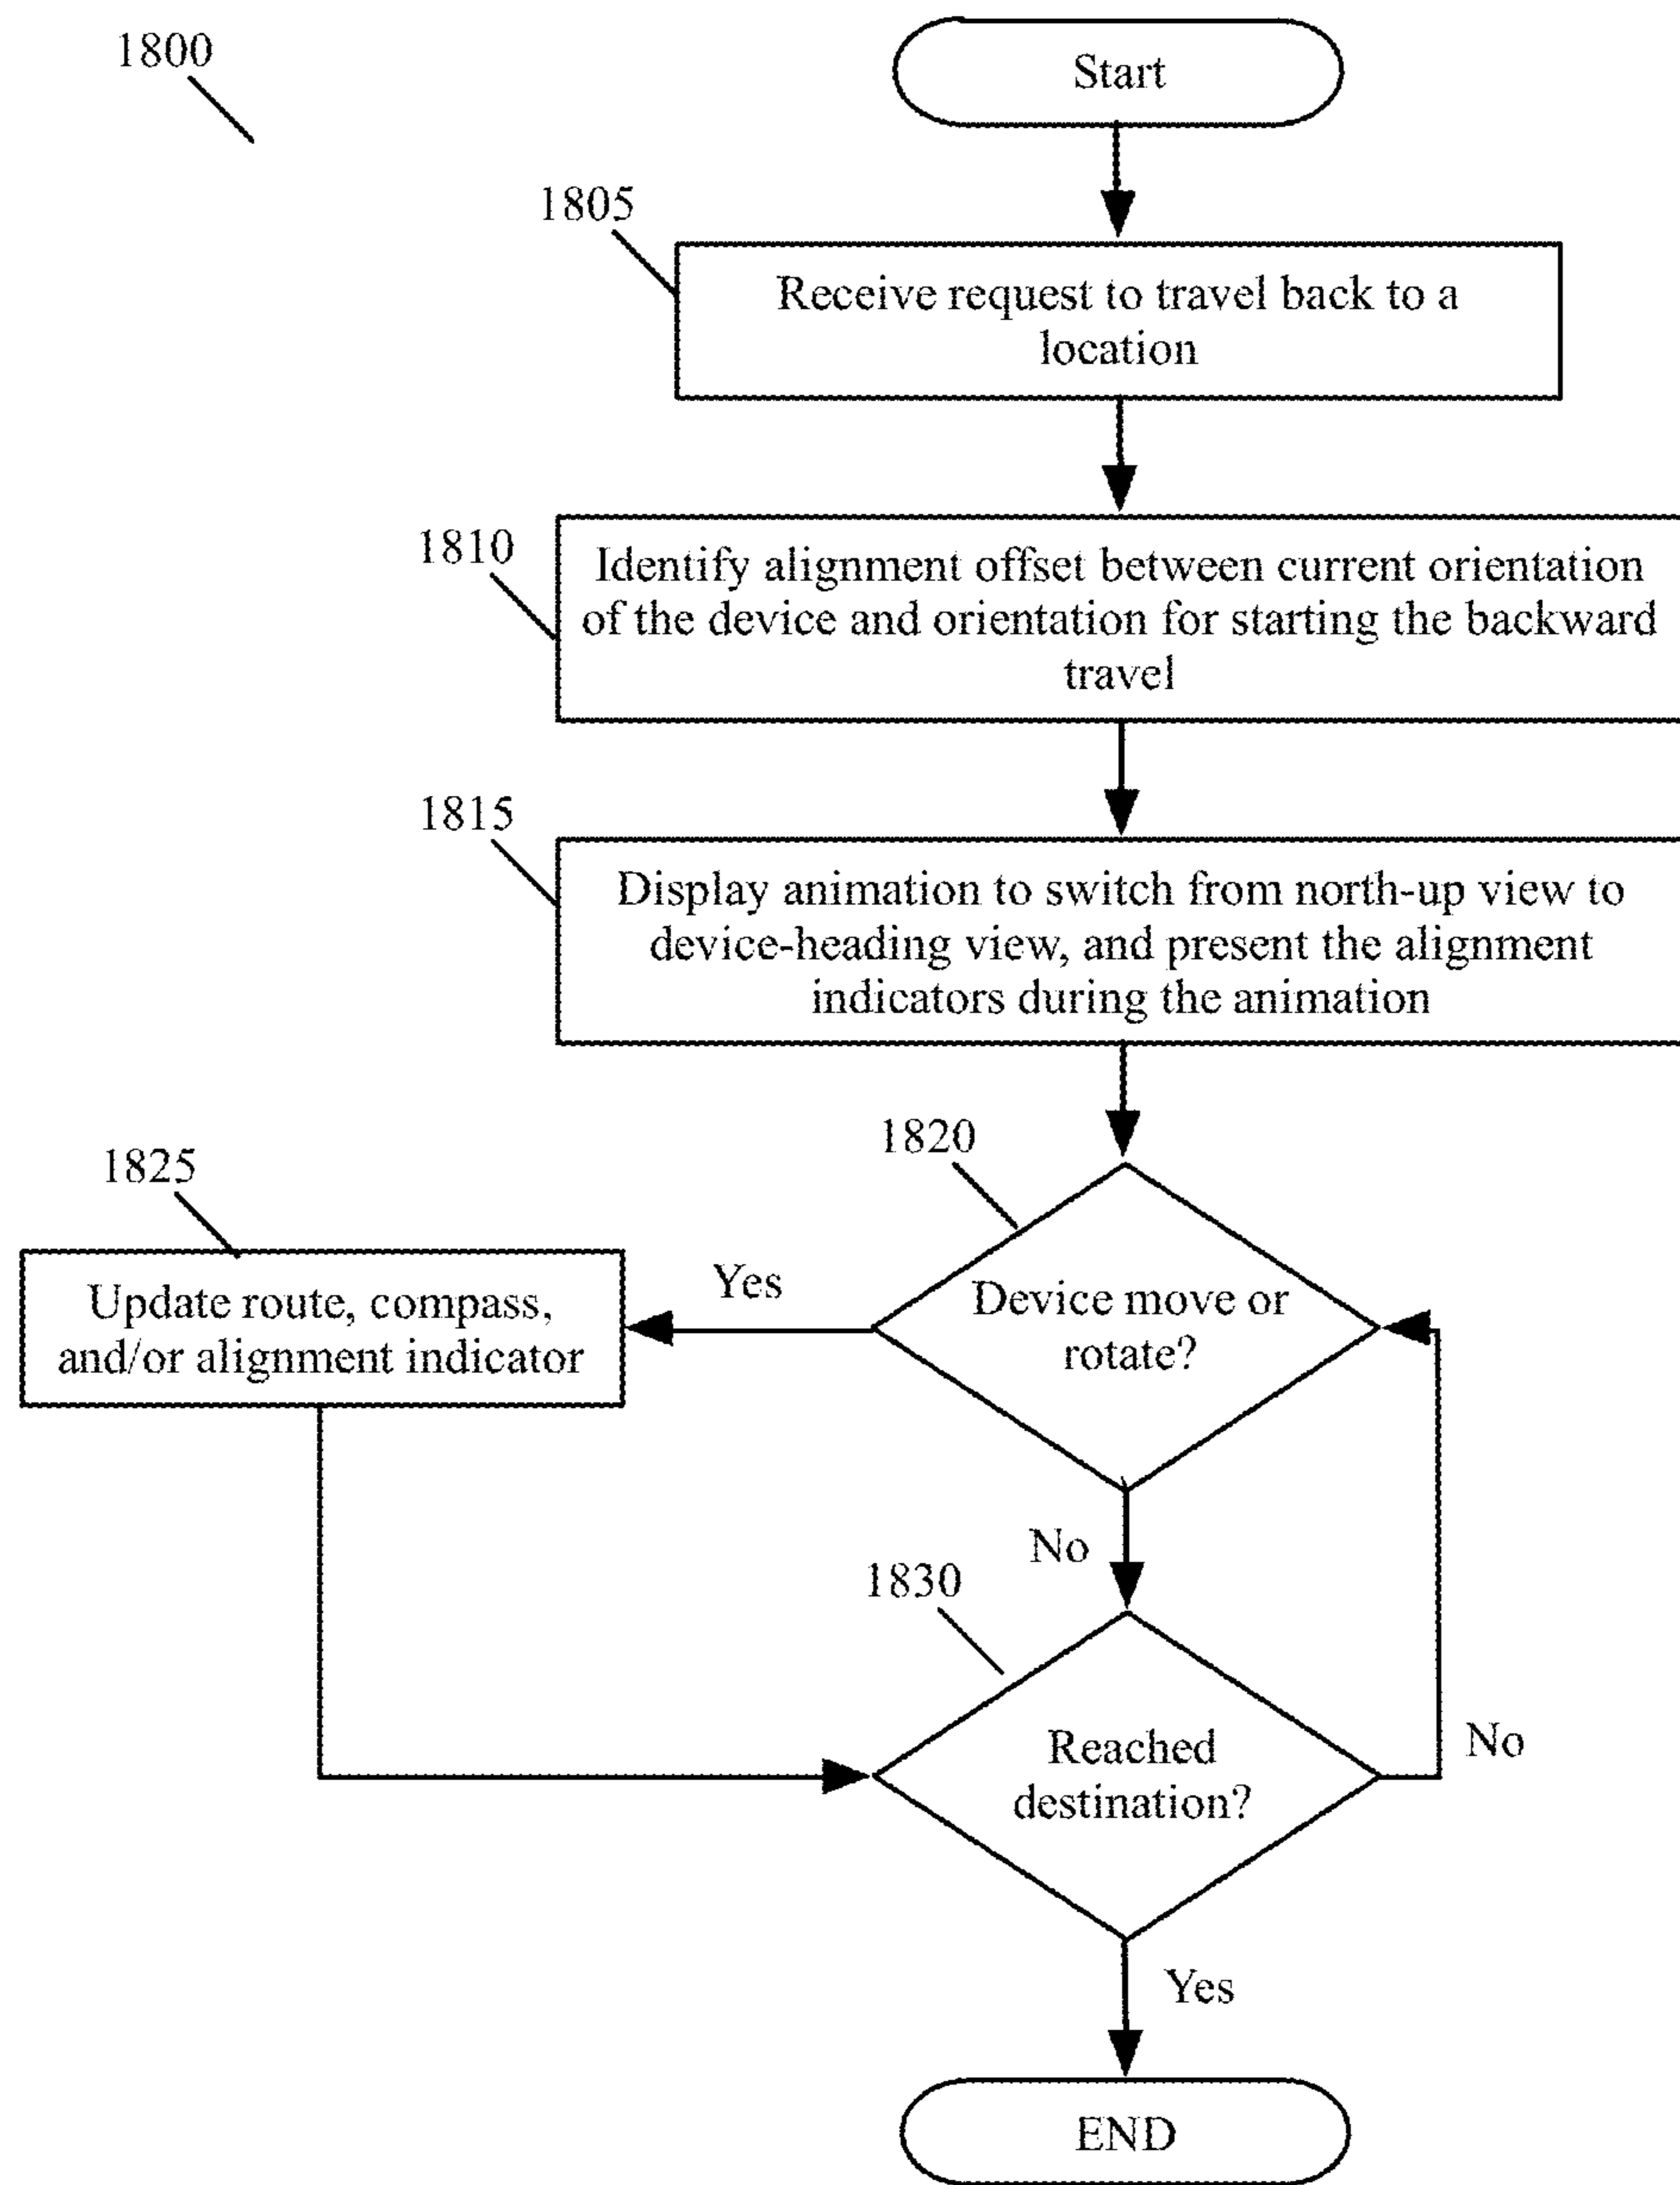 1800
Start
1805
Receive request to travel back to a
location
1810
Identify alignment offset between current orientation
of the device and orientation for starting the backward
travel
1815
Display animation to switch from north-up view to
device-heading view, and present the alignment
indicators during the animation
1820
1825
Yes
Device move or
rotate?
Update route, compass,
and/or alignment indicator
No
1830
Reached
destination?
No
Yes
END